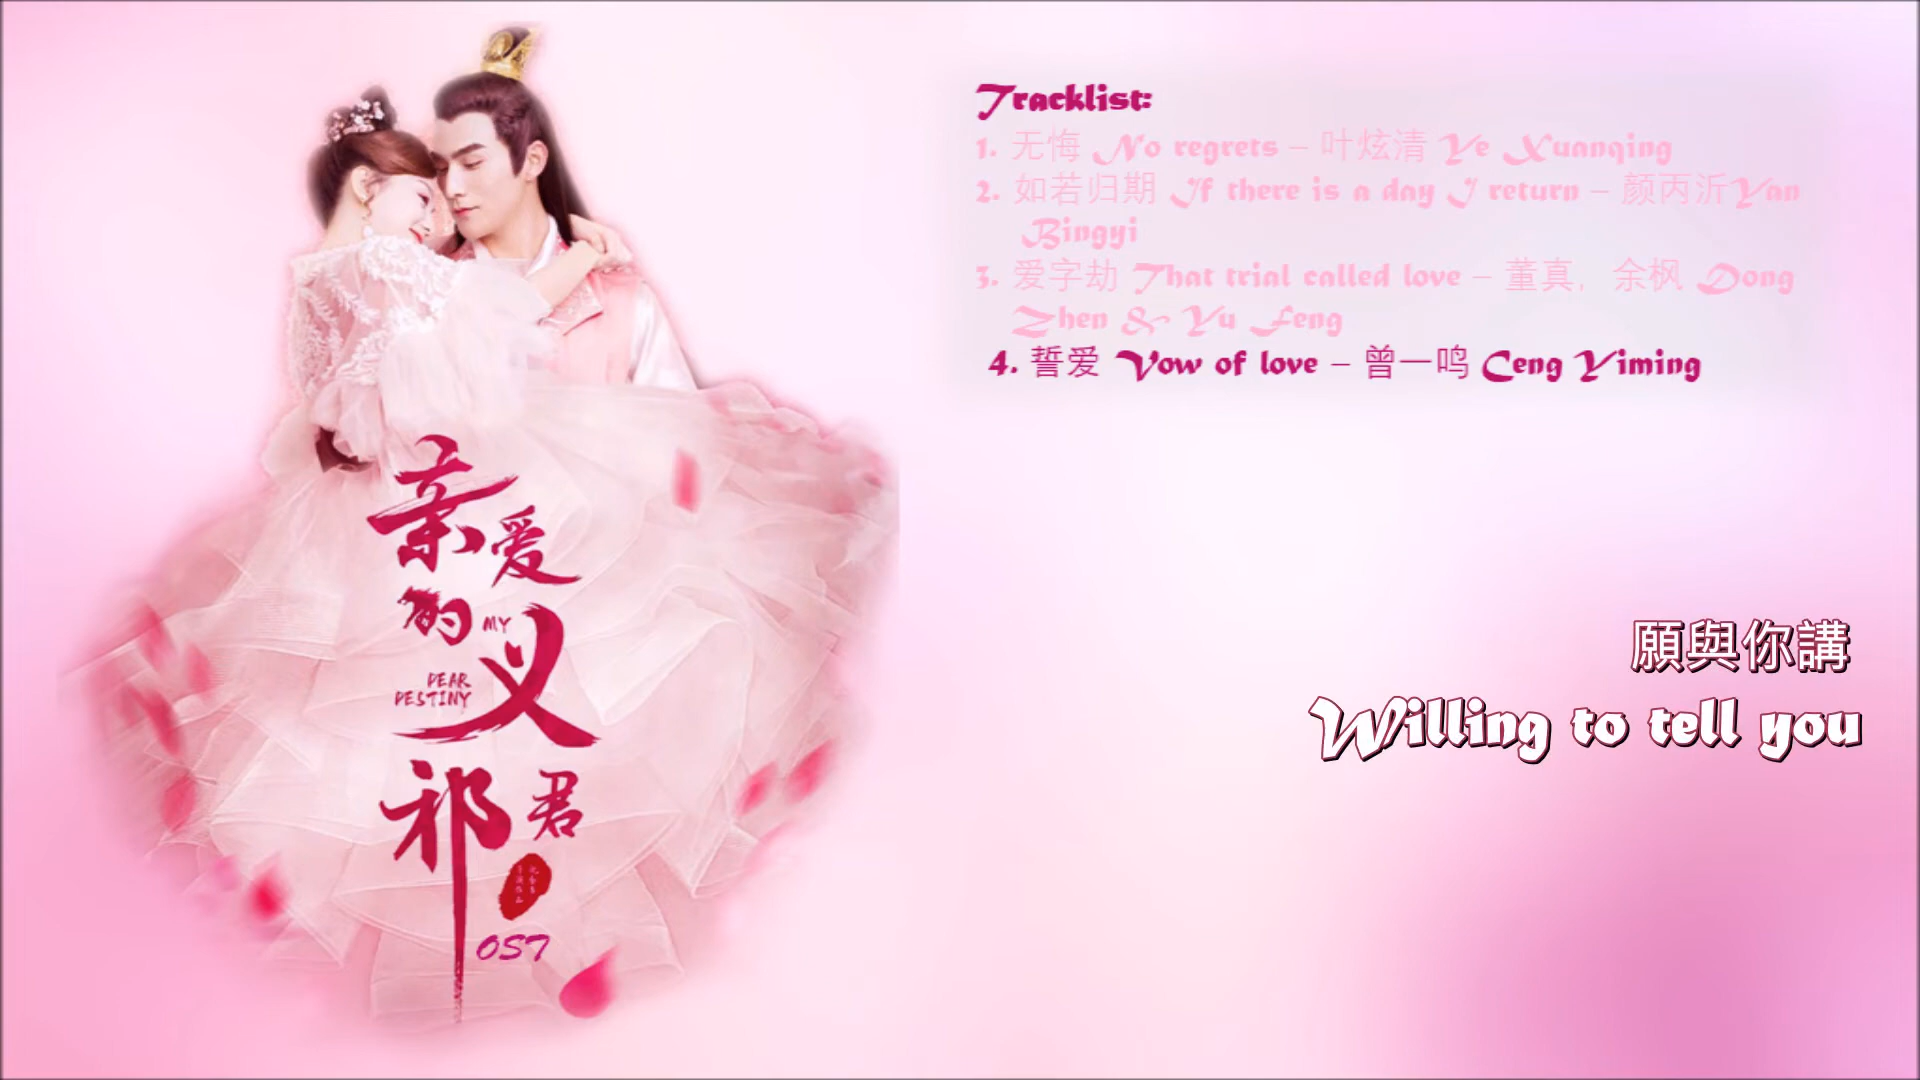 Tracklist:
1. 无悔 No regrets – 叶炫清 Ye Xuanqing
2. 如若归期 If there is a day I return – 颜丙沂Yan
Bingyi
3. 爱字劫 That trial called love – 董真，余枫 Dong
Zhen & Yu Feng
4. 誓爱 Vow of love – 曾一鸣 Ceng Yiming
亲爱
的
MY
义
DEAR
DESTINY
祁君
OST
願與你講
Willing to tell you